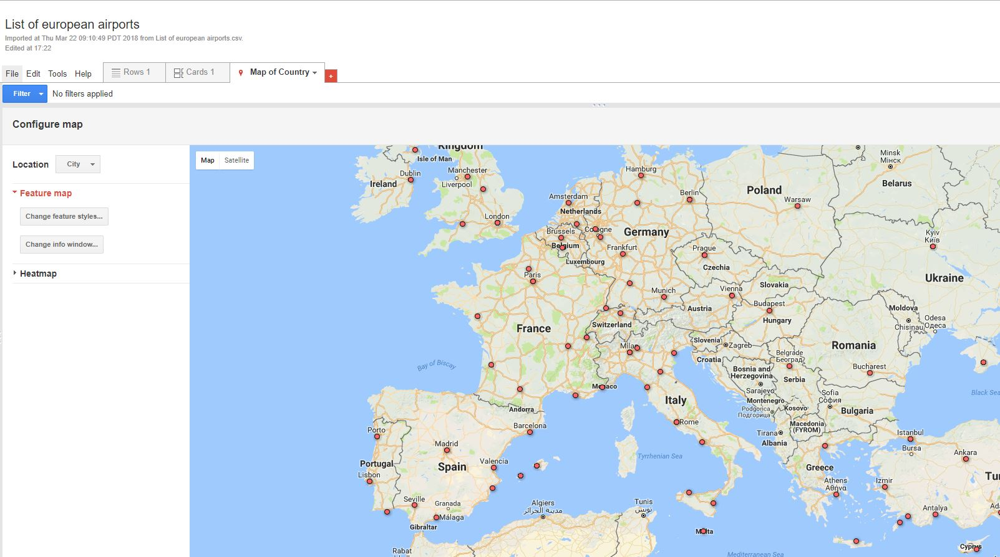 List of european airports
Imported at Thu Mar 22 09:10:49 PDT 2018 from List of european airports.csv.
Edited at 17:22
File Edit Tools Help Rows 1 Cards 1 Map of Country +
Filter No filters applied
Configure map
Location City
Feature map
Change feature styles...
Change info window...
Heatmap
Map Satellite
Kingdom
Isle of Man
Dublin
Ireland
Manchester
Liverpool
London
Hamburg
Berlin
Amsterdam
Netherlands
Brussels
Belgium
Cologne
Germany
Frankfurt
Luxembourg
Poland
Warsaw
Minsk
Мінск
Belarus
Kyiv
Київ
Ukraine
Prague
Czechia
Paris
Munich
Vienna
Slovakia
Austria
Budapest
Hungary
Moldova
Chisinau
Odesa
Одеса
France
Switzerland
Milan
Slovenia
Zagreb
Croatia
Romania
Belgrade
Београд
Bucharest
Bosnia and
Herzegovina
Serbia
Sarajevo
Bay of Biscay
Monaco
Italy
Montenegro
Sofia
София
Black Sea
Andorra
Podgorica
Подгорица
Kosovo
Bulgaria
Barcelona
Rome
Macedonia
(FYROM)
Tirana
Albania
Istanbul
Bursa
Ankara
Porto
Madrid
Spain
Valencia
Portugal
Lisbon
Tyrrhenian Sea
Greece
Athens
Αθήνα
Izmir
Tu
Seville
Granada
Málaga
Gibraltar
Algiers
مدينة الجزائر
Tunis
تونس
Antalya
Ada
Malta
Rabat
Mediterranean Sea
Cyprus